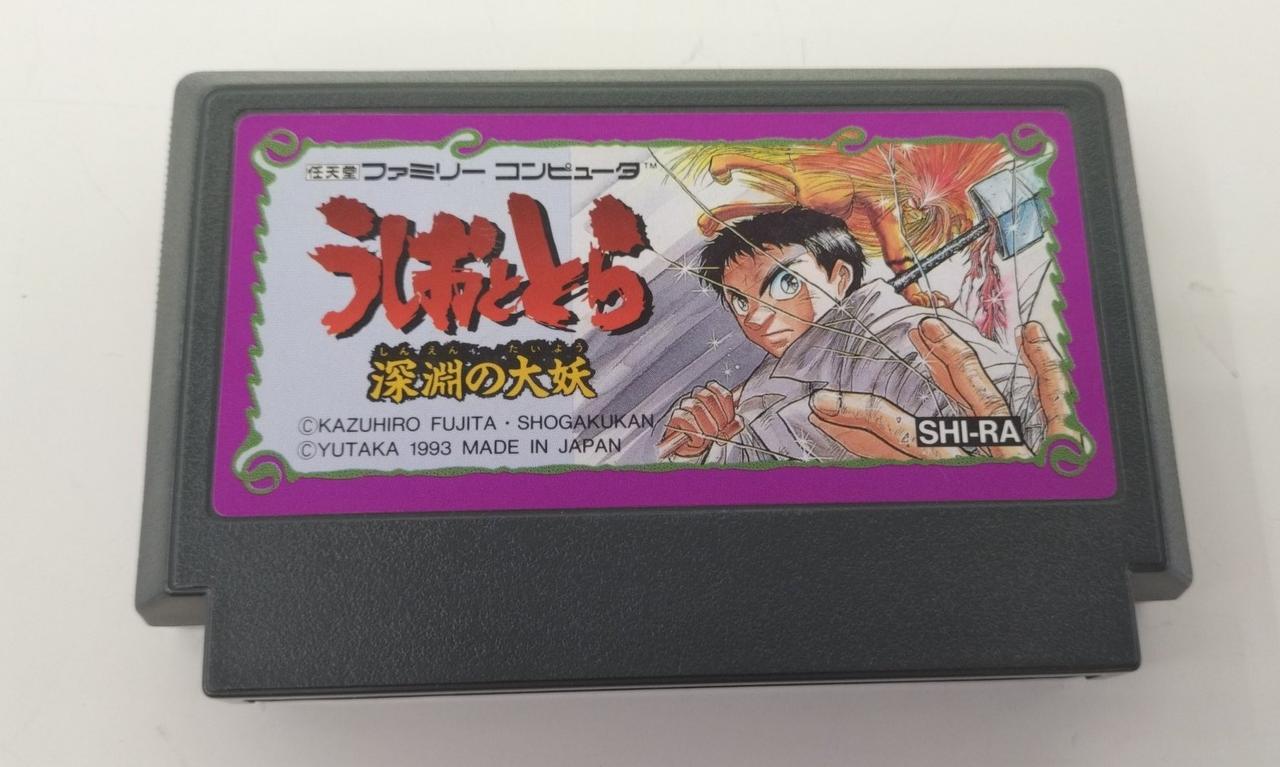 任天堂 ファミリー コンピュータ™
うしおととら
しんえん たいよう
深淵の大妖
©KAZUHIRO FUJITA・SHOGAKUKAN
©YUTAKA 1993 MADE IN JAPAN
SHI-RA